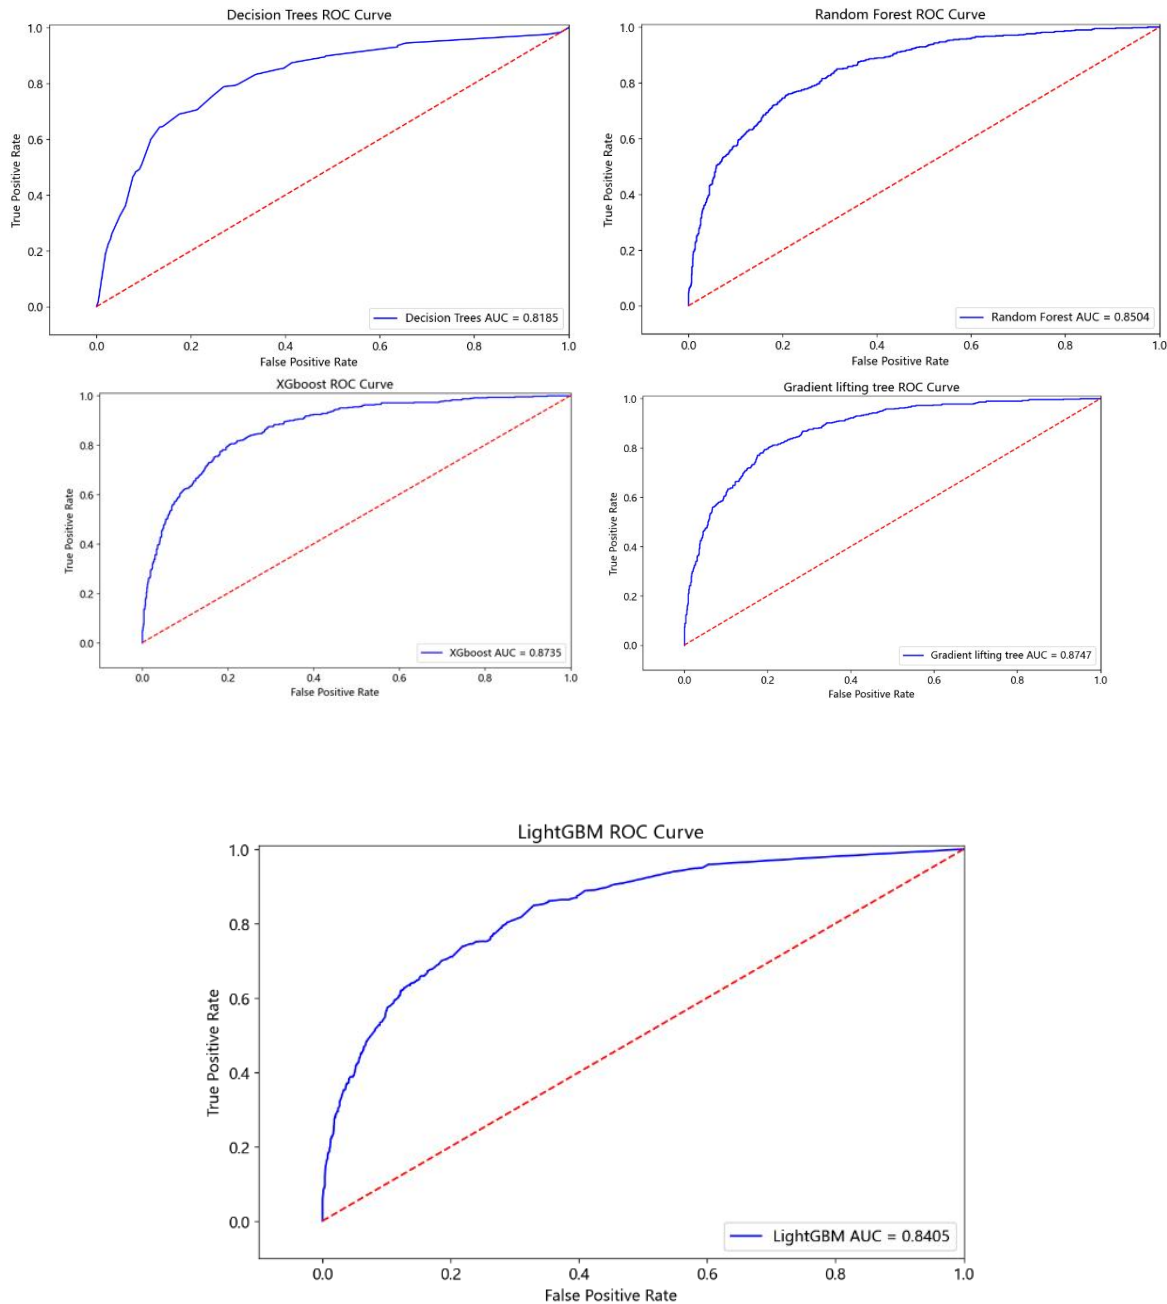 Decision Trees ROC Curve
1.0
0.8
0.6
0.4
0.2
0.0
True Positive Rate
Decision Trees AUC = 0.8185
0.0 0.2 0.4 0.6 0.8 1.0
False Positive Rate
Random Forest ROC Curve
1.0
0.8
0.6
0.4
0.2
0.0
True Positive Rate
Random Forest AUC = 0.8504
0.0 0.2 0.4 0.6 0.8 1.0
False Positive Rate
XGboost ROC Curve
1.0
0.8
0.6
0.4
0.2
0.0
True Positive Rate
XGboost AUC = 0.8735
0.0 0.2 0.4 0.6 0.8 1.0
False Positive Rate
Gradient lifting tree ROC Curve
1.0
0.8
0.6
0.4
0.2
0.0
True Positive Rate
Gradient lifting tree AUC = 0.8747
0.0 0.2 0.4 0.6 0.8 1.0
False Positive Rate
LightGBM ROC Curve
1.0
0.8
0.6
0.4
0.2
0.0
True Positive Rate
LightGBM AUC = 0.8405
0.0 0.2 0.4 0.6 0.8 1.0
False Positive Rate